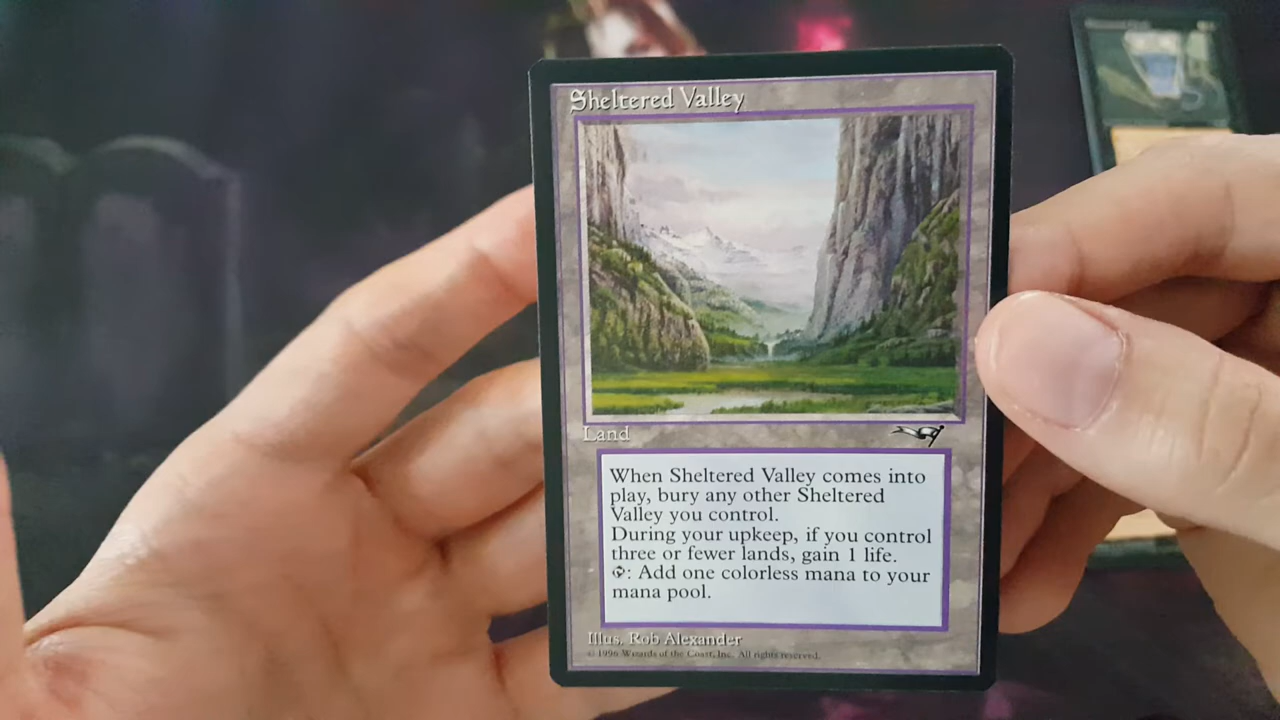 Sheltered Valley
Land
When Sheltered Valley comes into
play, bury any other Sheltered
Valley you control.
During your upkeep, if you control
three or fewer lands, gain 1 life.
: Add one colorless mana to your
mana pool.
Illus. Rob Alexander
© 1996 Wizards of the Coast, Inc. All rights reserved.